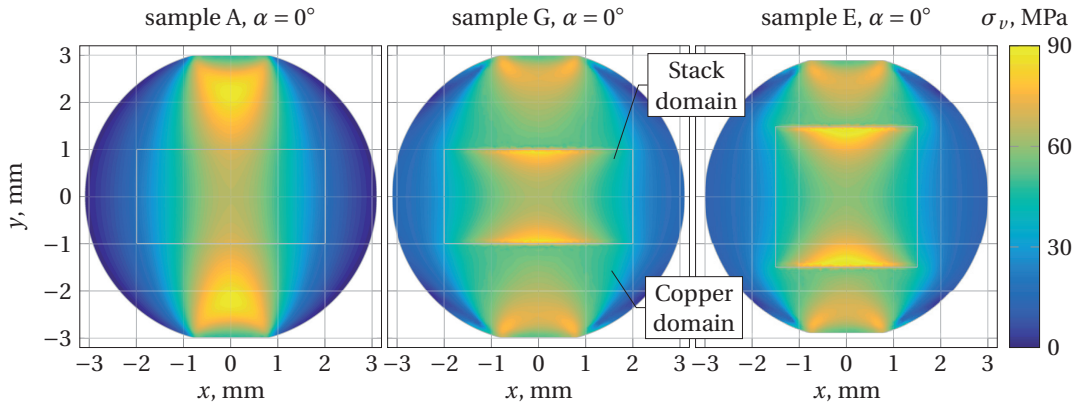 sample A, α = 0°
sample G, α = 0°
sample E, α = 0°
σᵥ, MPa
3
2
1
0
−1
−2
−3
y, mm
Stack
domain
Copper
domain
90
60
30
0
−3 −2 −1 0 1 2 3
−3 −2 −1 0 1 2 3
−3 −2 −1 0 1 2 3
x, mm
x, mm
x, mm